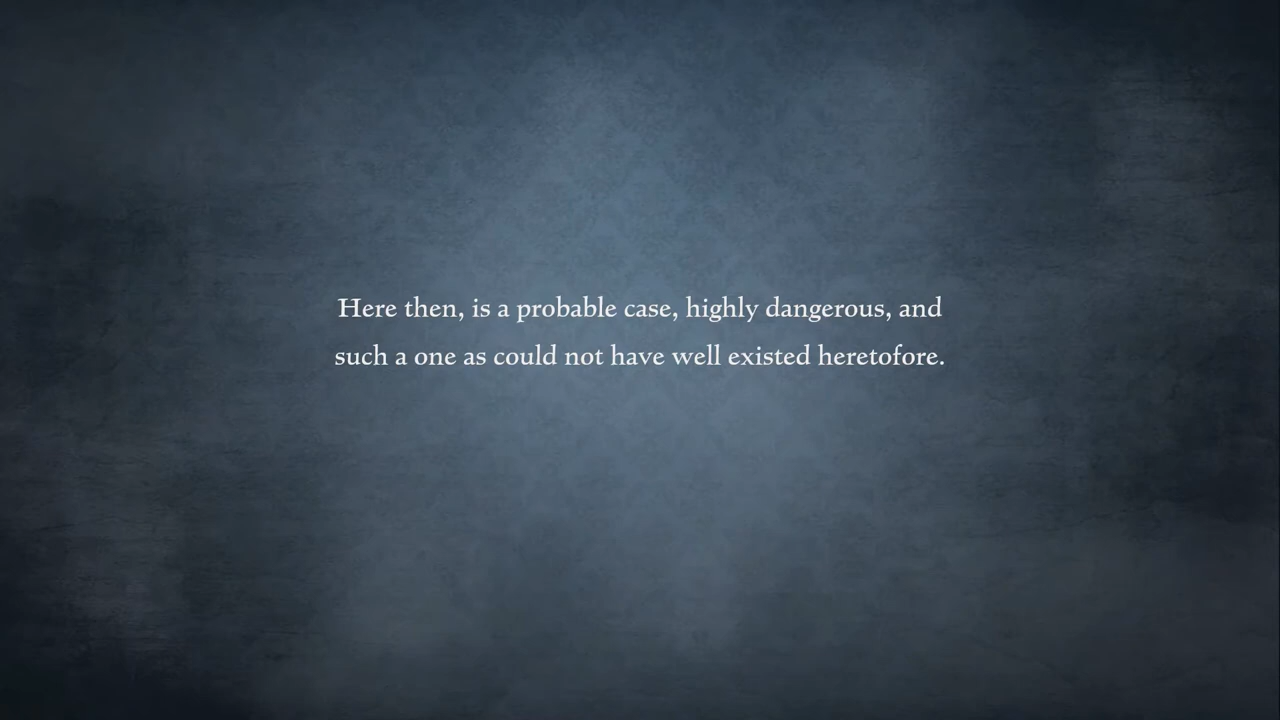 Here then, is a probable case, highly dangerous, and
such a one as could not have well existed heretofore.